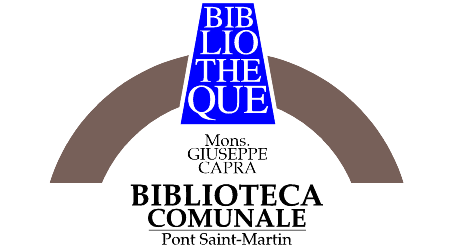 BIB
LIO
THE
QUE
Mons.
GIUSEPPE
CAPRA
BIBLIOTECA
COMUNALE
Pont Saint-Martin